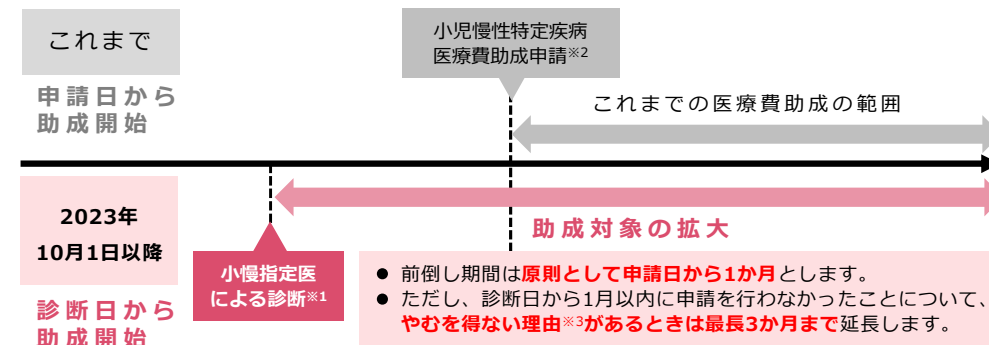 これまで
申請日から
助成開始
小児慢性特定疾病
医療費助成申請※2
これまでの医療費助成の範囲
2023年
10月1日以降
診断日から
助成開始
小慢指定医
による診断※1
助成対象の拡大
● 前倒し期間は原則として申請日から1か月とします。
● ただし、診断日から1月以内に申請を行わなかったことについて、
やむを得ない理由※3があるときは最長3か月まで延長します。